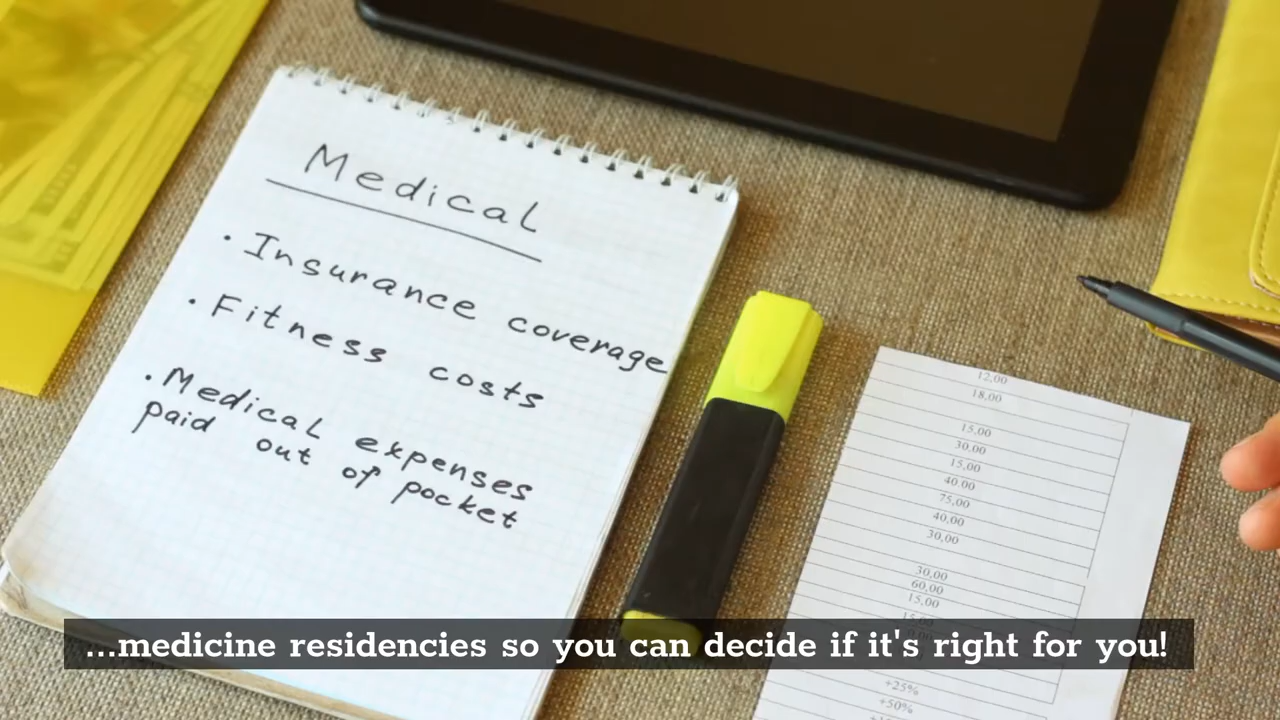 Medical
· Insurance coverage
· Fitness costs
· Medical expenses
paid out of pocket
12,00
18,00
15,00
30,00
15,00
40,00
75,00
40,00
30,00
30,00
60,00
15,00
15,00
...medicine residencies so you can decide if it's right for you!
+25%
+50%